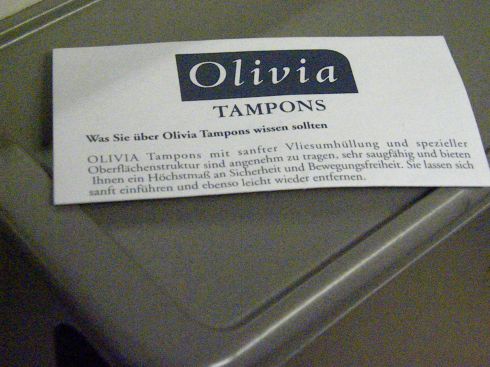 Olivia
TAMPONS
Was Sie über Olivia Tampons wissen sollten
OLIVIA Tampons mit sanfter Vliesumhüllung und spezieller
Oberflächenstruktur sind angenehm zu tragen, sehr saugfähig und bieten
Ihnen ein Höchstmaß an Sicherheit und Bewegungsfreiheit. Sie lassen sich
sanft einführen und ebenso leicht wieder entfernen.